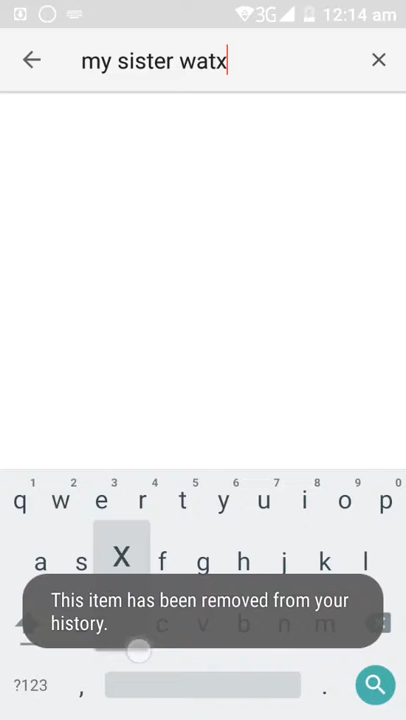 3G 12:14 am
my sister watx
1 2 3 4 5 6 7 8 9 0
q w e r t y u i o p
a s X f g h j k l
This item has been removed from your
history.
c v b n m
?123 , .